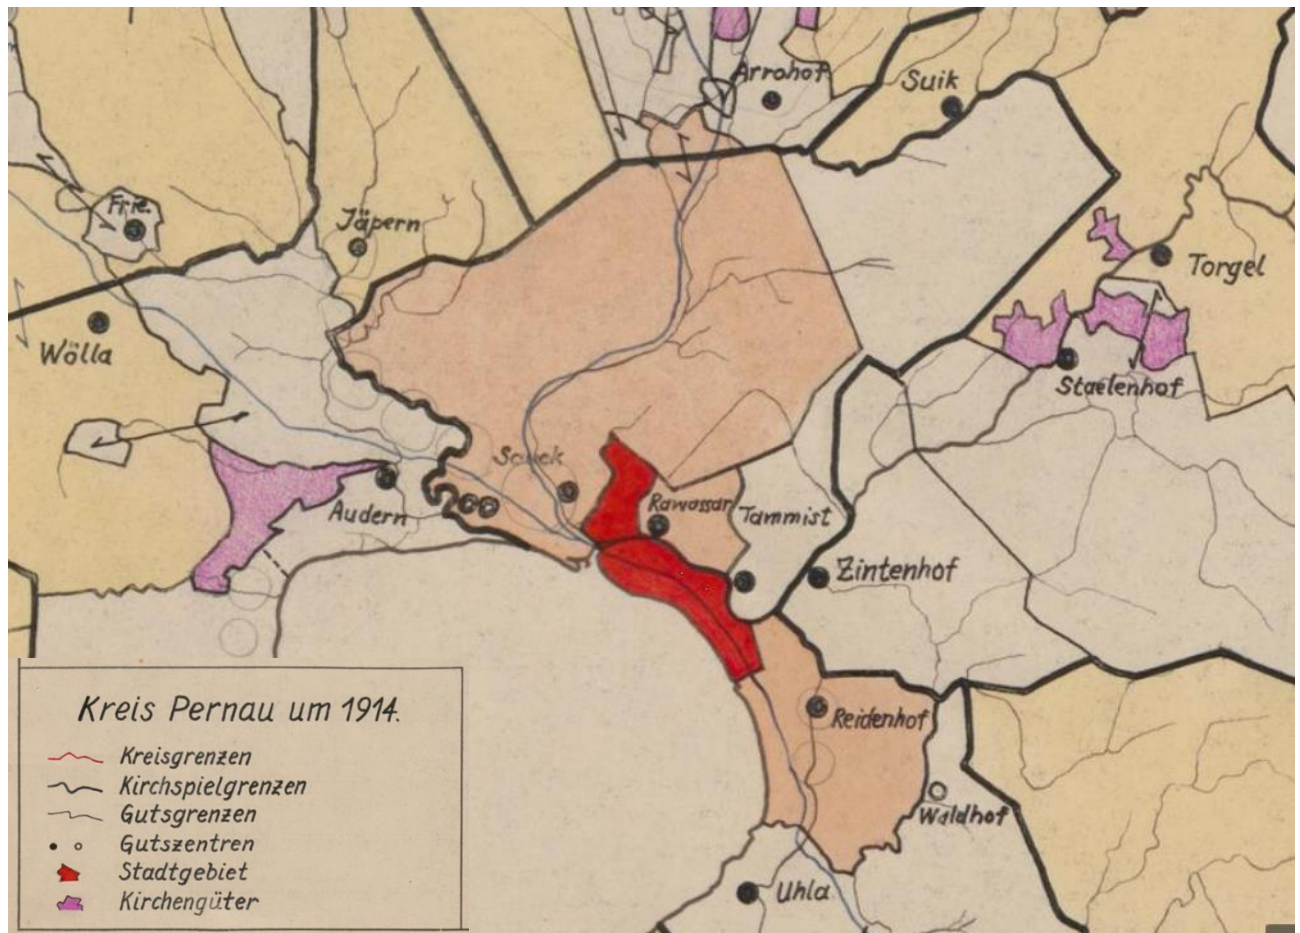 Arrohof
Suik
Frie.
Jäpern
Torgel
Wölla
Staelenhof
Sauck
Rawassar
Audern
Tammist
Zintenhof
Reidenhof
Waldhof
Uhla
Kreis Pernau um 1914.
Kreisgrenzen
Kirchspielgrenzen
Gutsgrenzen
Gutszentren
Stadtgebiet
Kirchengüter